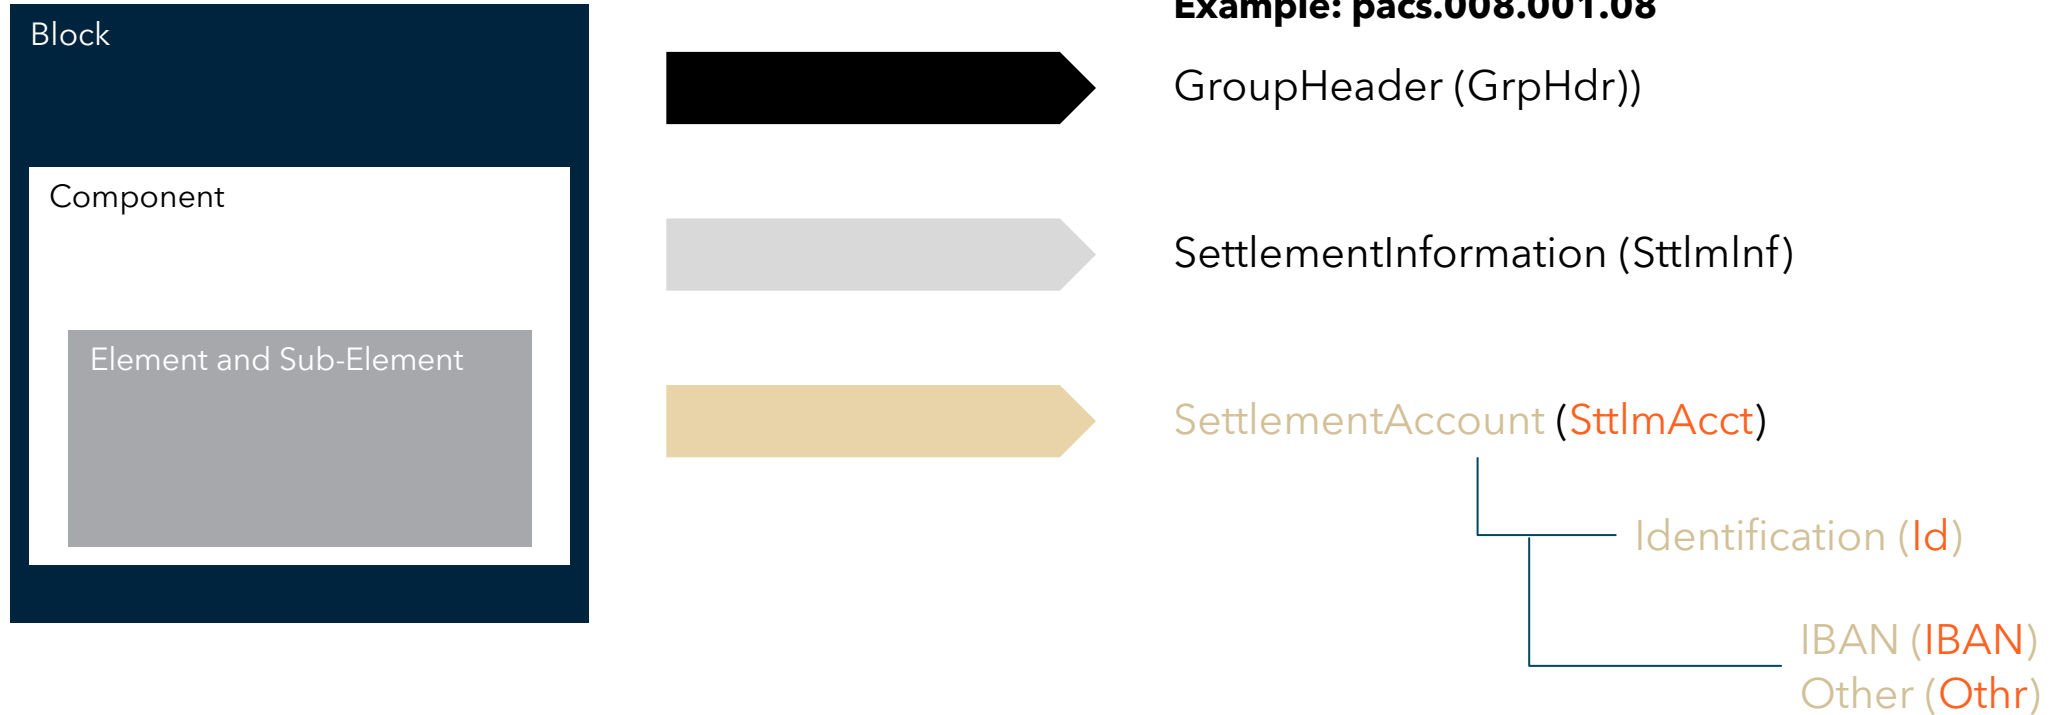 Example: pacs.008.001.08
Block
GroupHeader (GrpHdr))
Component
SettlementInformation (SttlmInf)
Element and Sub-Element
SettlementAccount (SttlmAcct)
Identification (Id)
IBAN (IBAN)
Other (Othr)